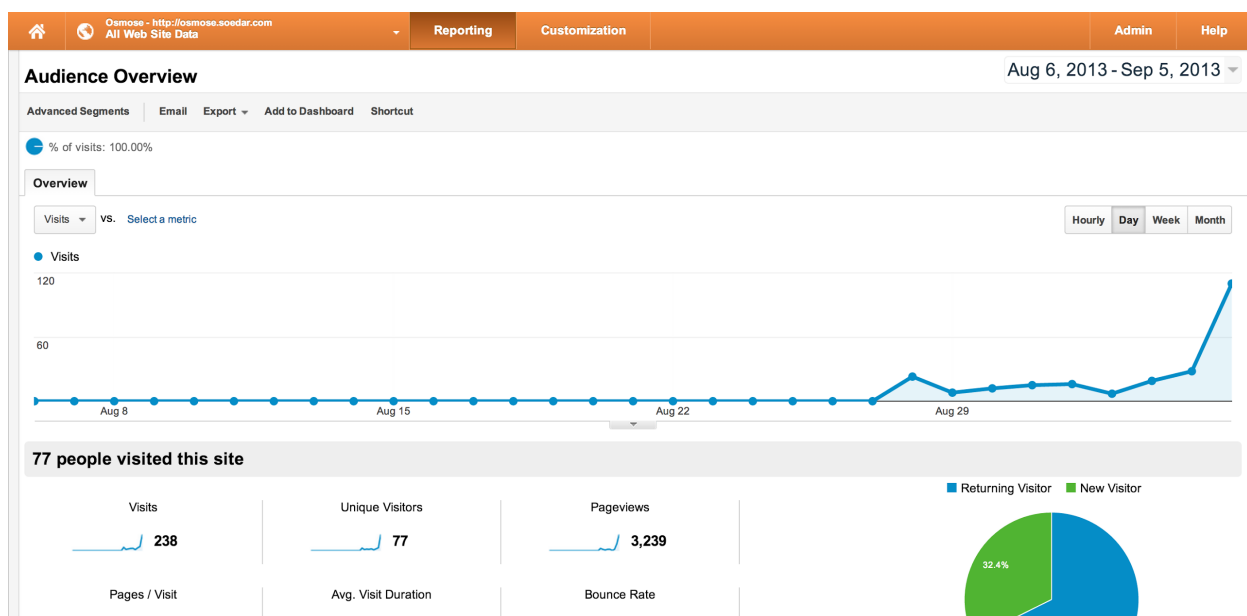 Osmose - http://osmose.soedar.com
All Web Site Data
Reporting
Customization
Admin
Help
Audience Overview
Aug 6, 2013 - Sep 5, 2013
Advanced Segments
Email
Export
Add to Dashboard
Shortcut
% of visits: 100.00%
Overview
Visits
VS.
Select a metric
Hourly
Day
Week
Month
Visits
120
60
Aug 8
Aug 15
Aug 22
Aug 29
77 people visited this site
Returning Visitor
New Visitor
Visits
Unique Visitors
Pageviews
238
77
3,239
32.4%
Pages / Visit
Avg. Visit Duration
Bounce Rate